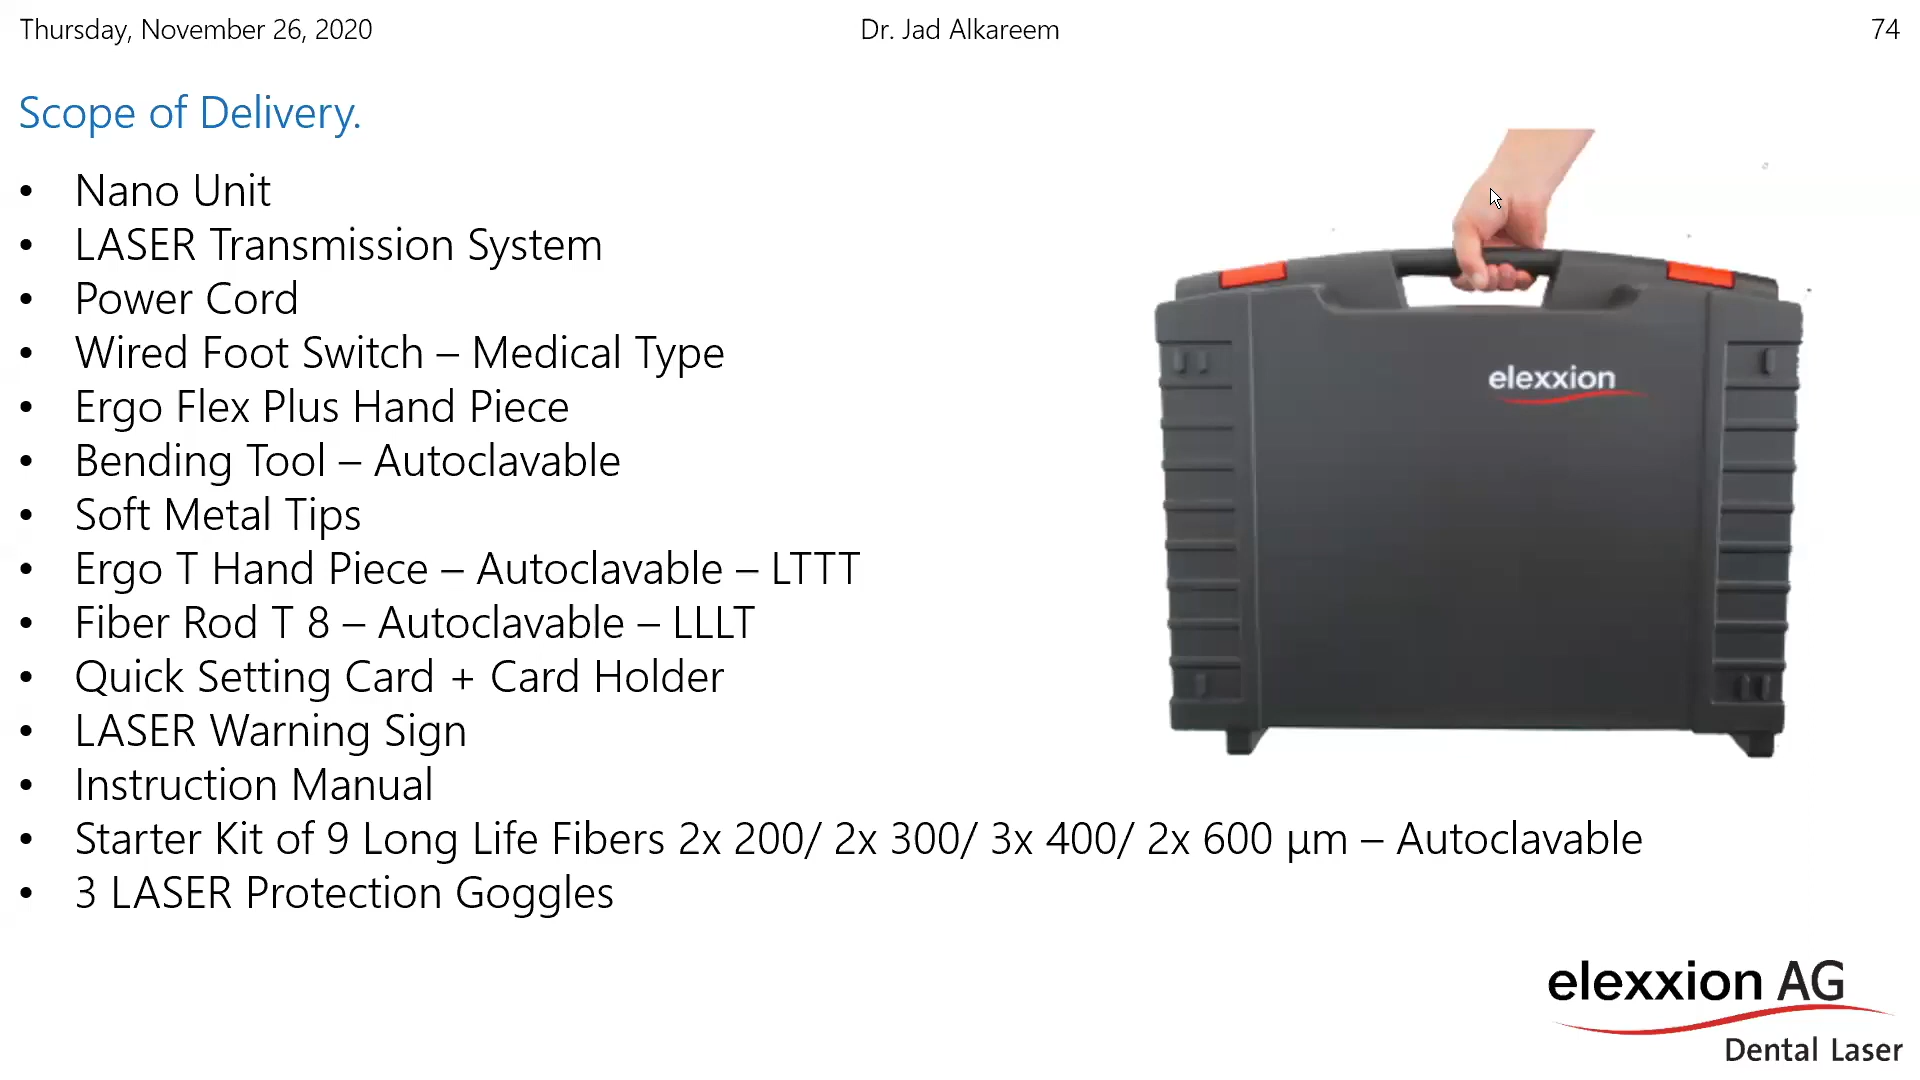 Thursday, November 26, 2020
Dr. Jad Alkareem
74
Scope of Delivery.
• Nano Unit
• LASER Transmission System
• Power Cord
• Wired Foot Switch – Medical Type
• Ergo Flex Plus Hand Piece
• Bending Tool – Autoclavable
• Soft Metal Tips
• Ergo T Hand Piece – Autoclavable – LTTT
• Fiber Rod T 8 – Autoclavable – LLLT
• Quick Setting Card + Card Holder
• LASER Warning Sign
• Instruction Manual
• Starter Kit of 9 Long Life Fibers 2x 200/ 2x 300/ 3x 400/ 2x 600 µm – Autoclavable
• 3 LASER Protection Goggles
elexxion
elexxion AG
Dental Laser